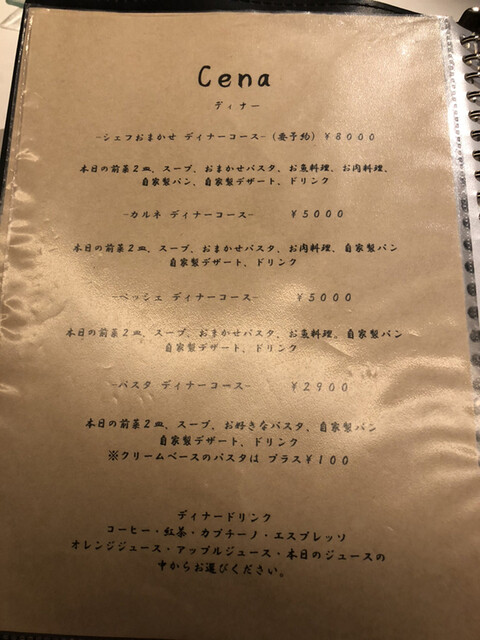 Cena
ディナー
-シェフおまかせ ディナーコース-（要予約）￥8000
本日の前菜２皿、スープ、おまかせパスタ、お魚料理、お肉料理、
自家製パン、自家製デザート、ドリンク
-カルネ ディナーコース- ￥5000
本日の前菜２皿、スープ、おまかせパスタ、お肉料理、自家製パン
自家製デザート、ドリンク
-ペッシェ ディナーコース- ￥5000
本日の前菜２皿、スープ、おまかせパスタ、お魚料理、自家製パン
自家製デザート、ドリンク
-パスタ ディナーコース- ￥2900
本日の前菜２皿、スープ、お好きなパスタ、自家製パン
自家製デザート、ドリンク
※クリームベースのパスタは プラス￥100
ディナードリンク
コーヒー・紅茶・カプチーノ・エスプレッソ
オレンジジュース・アップルジュース・本日のジュースの
中からお選びください。